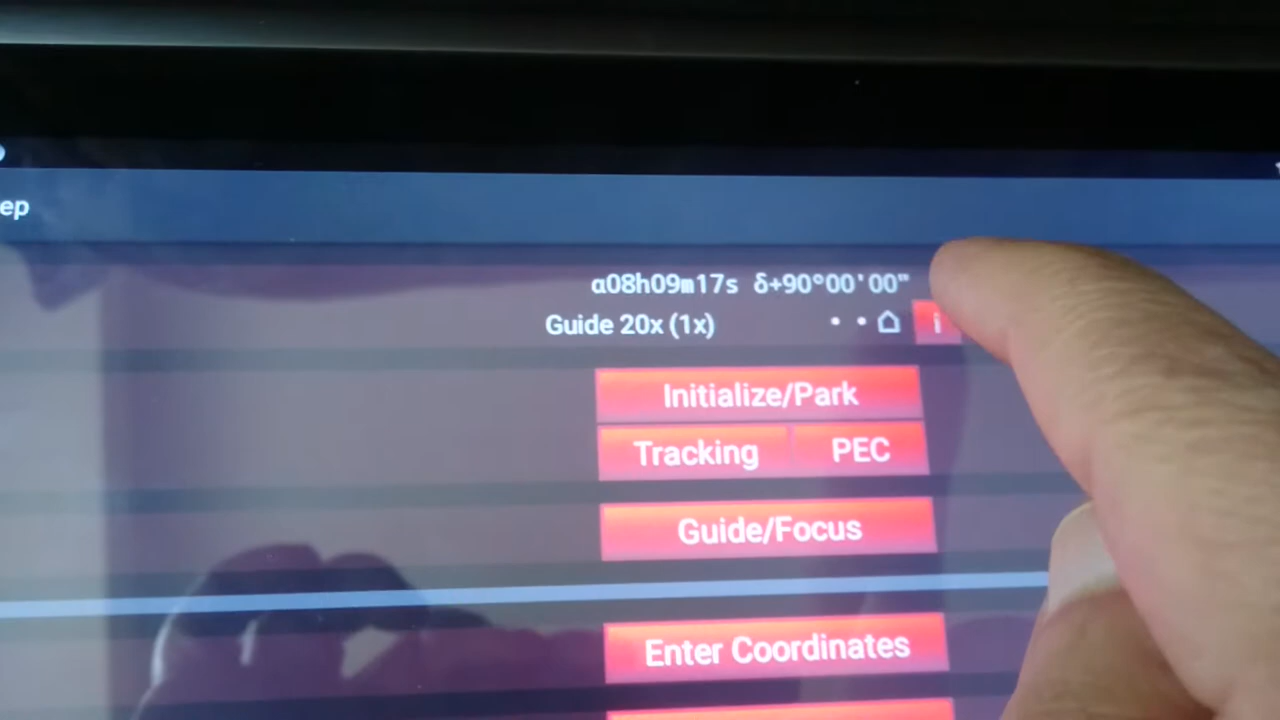 ep
α08h09m17s δ+90°00'00"
Guide 20x (1x)
i
Initialize/Park
Tracking PEC
Guide/Focus
Enter Coordinates